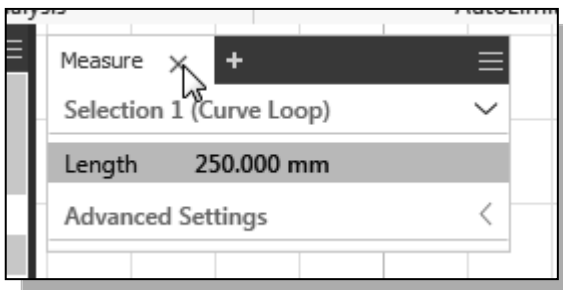 Measure
Selection 1 (Curve Loop)
Length 250.000 mm
Advanced Settings